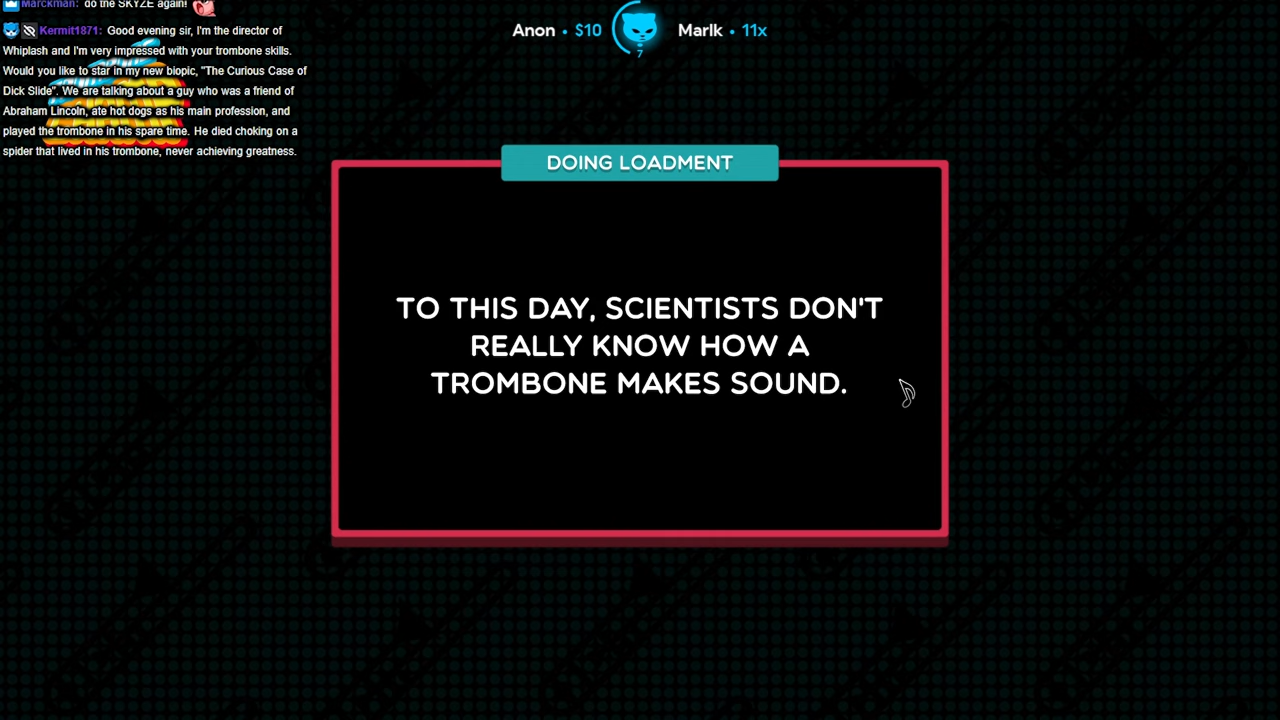 Marckman: do the SKYZE again!
Kermit1871: Good evening sir, I'm the director of
Whiplash and I'm very impressed with your trombone skills.
Would you like to star in my new biopic, "The Curious Case of
Dick Slide". We are talking about a guy who was a friend of
Abraham Lincoln, ate hot dogs as his main profession, and
played the trombone in his spare time. He died choking on a
spider that lived in his trombone, never achieving greatness.
Anon • $10
7
Marlk • 11x
DOING LOADMENT
TO THIS DAY, SCIENTISTS DON'T
REALLY KNOW HOW A
TROMBONE MAKES SOUND.